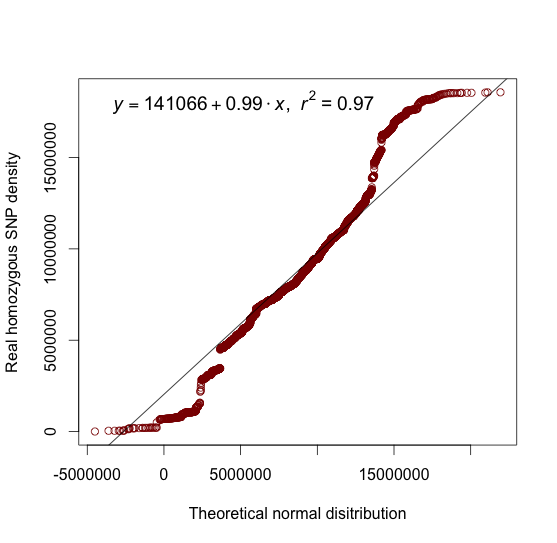 y = 141066 + 0.99 · x, r² = 0.97
Real homozygous SNP density
15000000
10000000
5000000
0
-5000000 0 5000000 15000000
Theoretical normal disitribution